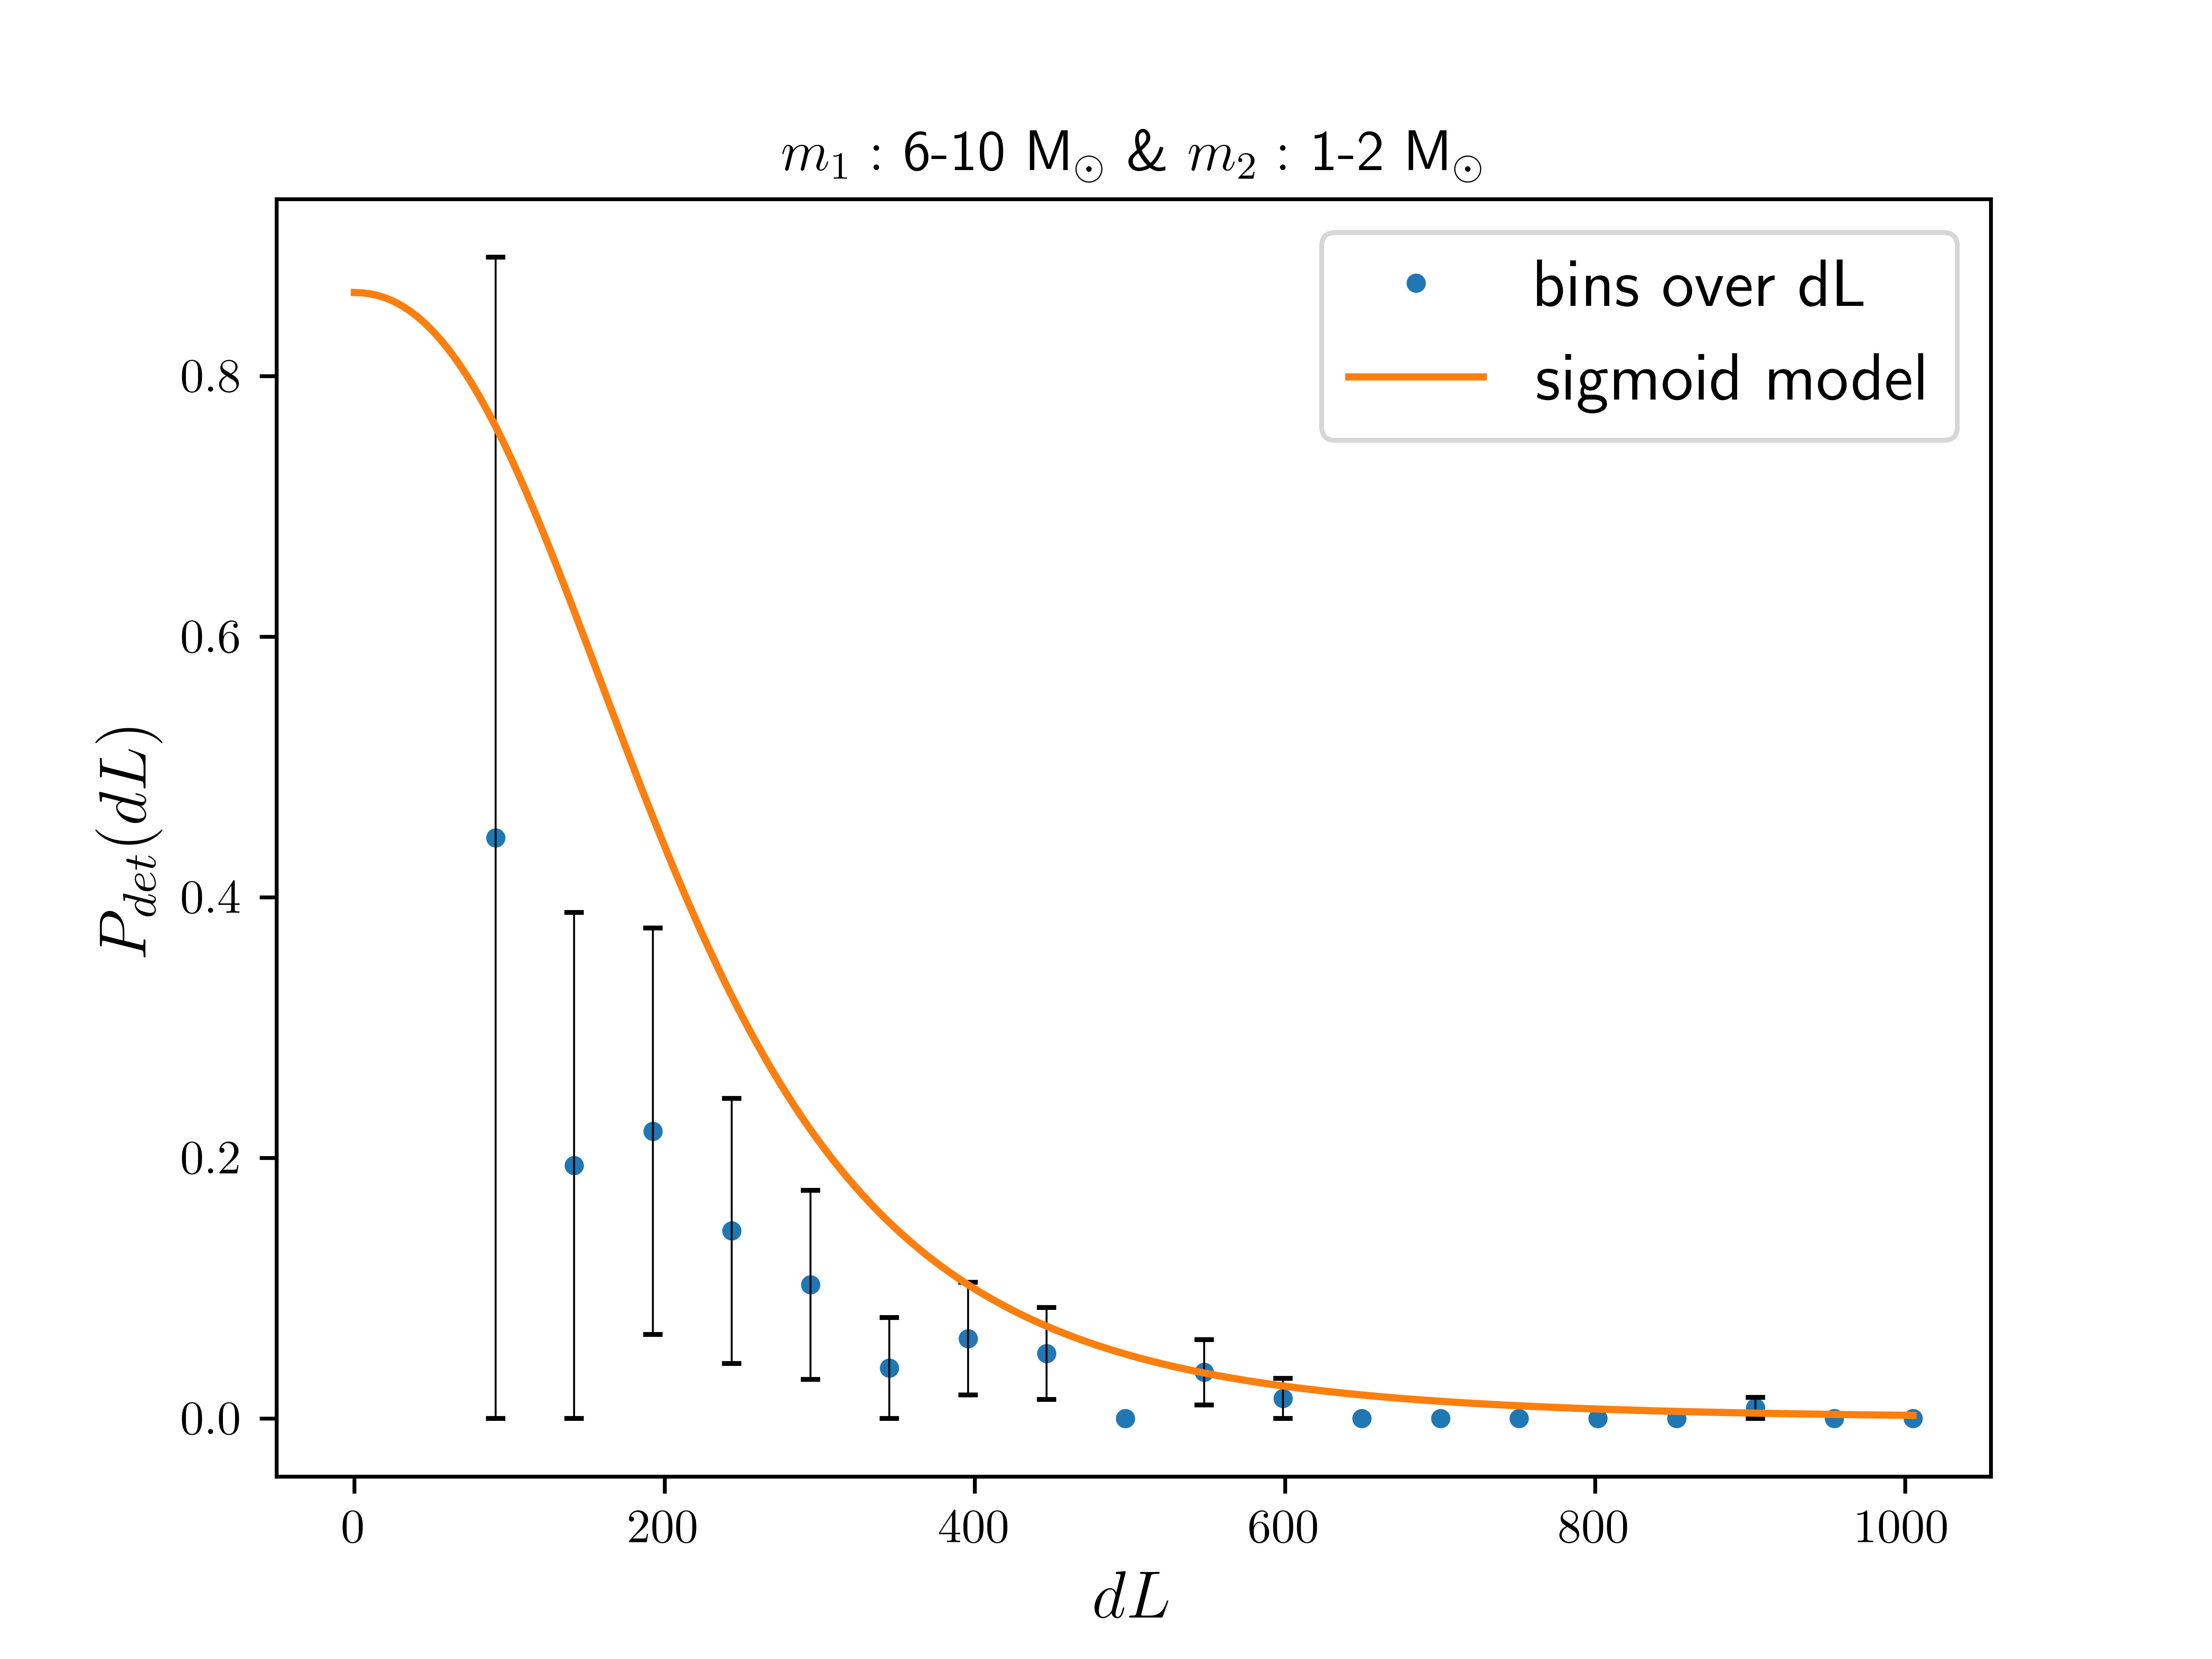 m₁ : 6-10 M⊙ & m₂ : 1-2 M⊙
bins over dL
sigmoid model
0.8
0.6
0.4
0.2
0.0
P_det(dL)
0 200 400 600 800 1000
dL